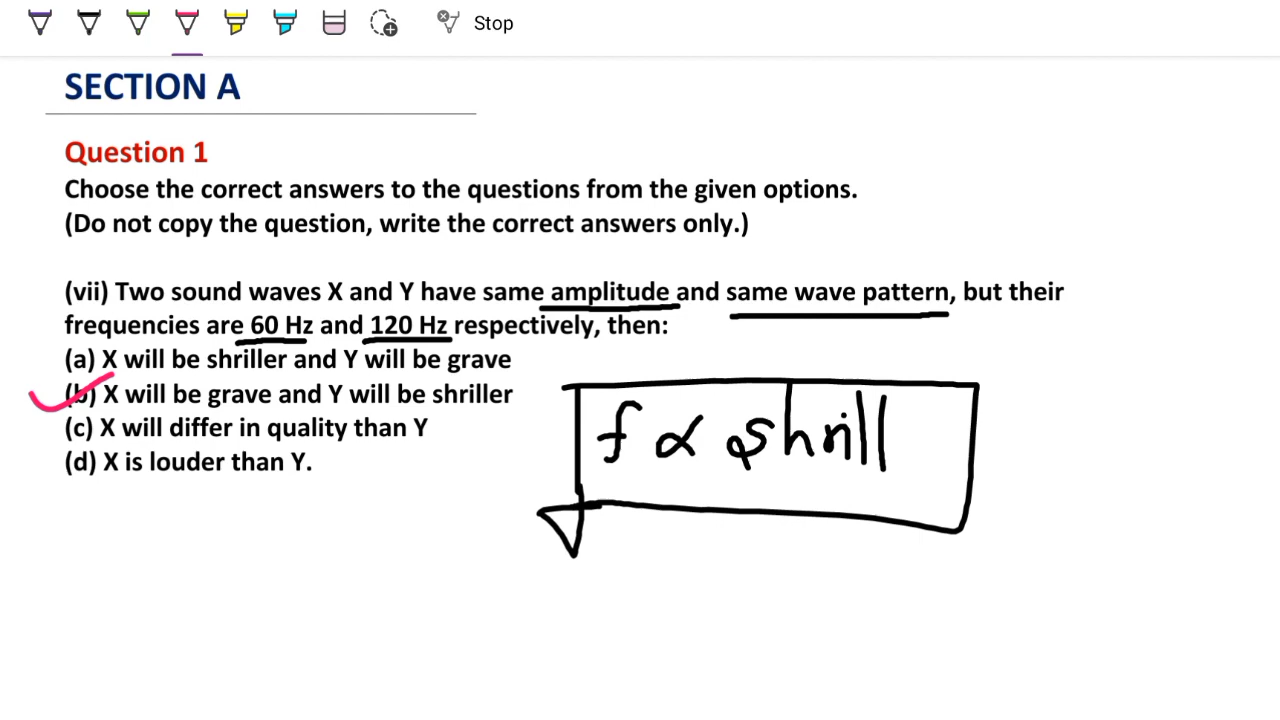 Stop
SECTION A
Question 1
Choose the correct answers to the questions from the given options.
(Do not copy the question, write the correct answers only.)
(vii) Two sound waves X and Y have same amplitude and same wave pattern, but their
frequencies are 60 Hz and 120 Hz respectively, then:
(a) X will be shriller and Y will be grave
(b) X will be grave and Y will be shriller
(c) X will differ in quality than Y
(d) X is louder than Y.
f ∝ shrill